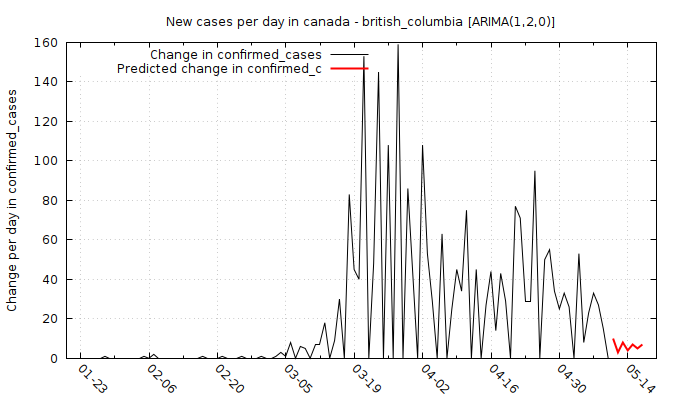 New cases per day in canada - british_columbia [ARIMA(1,2,0)]
Change in confirmed_cases
Predicted change in confirmed_c
Change per day in confirmed_cases
160
140
120
100
80
60
40
20
0
01-23 02-06 02-20 03-05 03-19 04-02 04-16 04-30 05-14